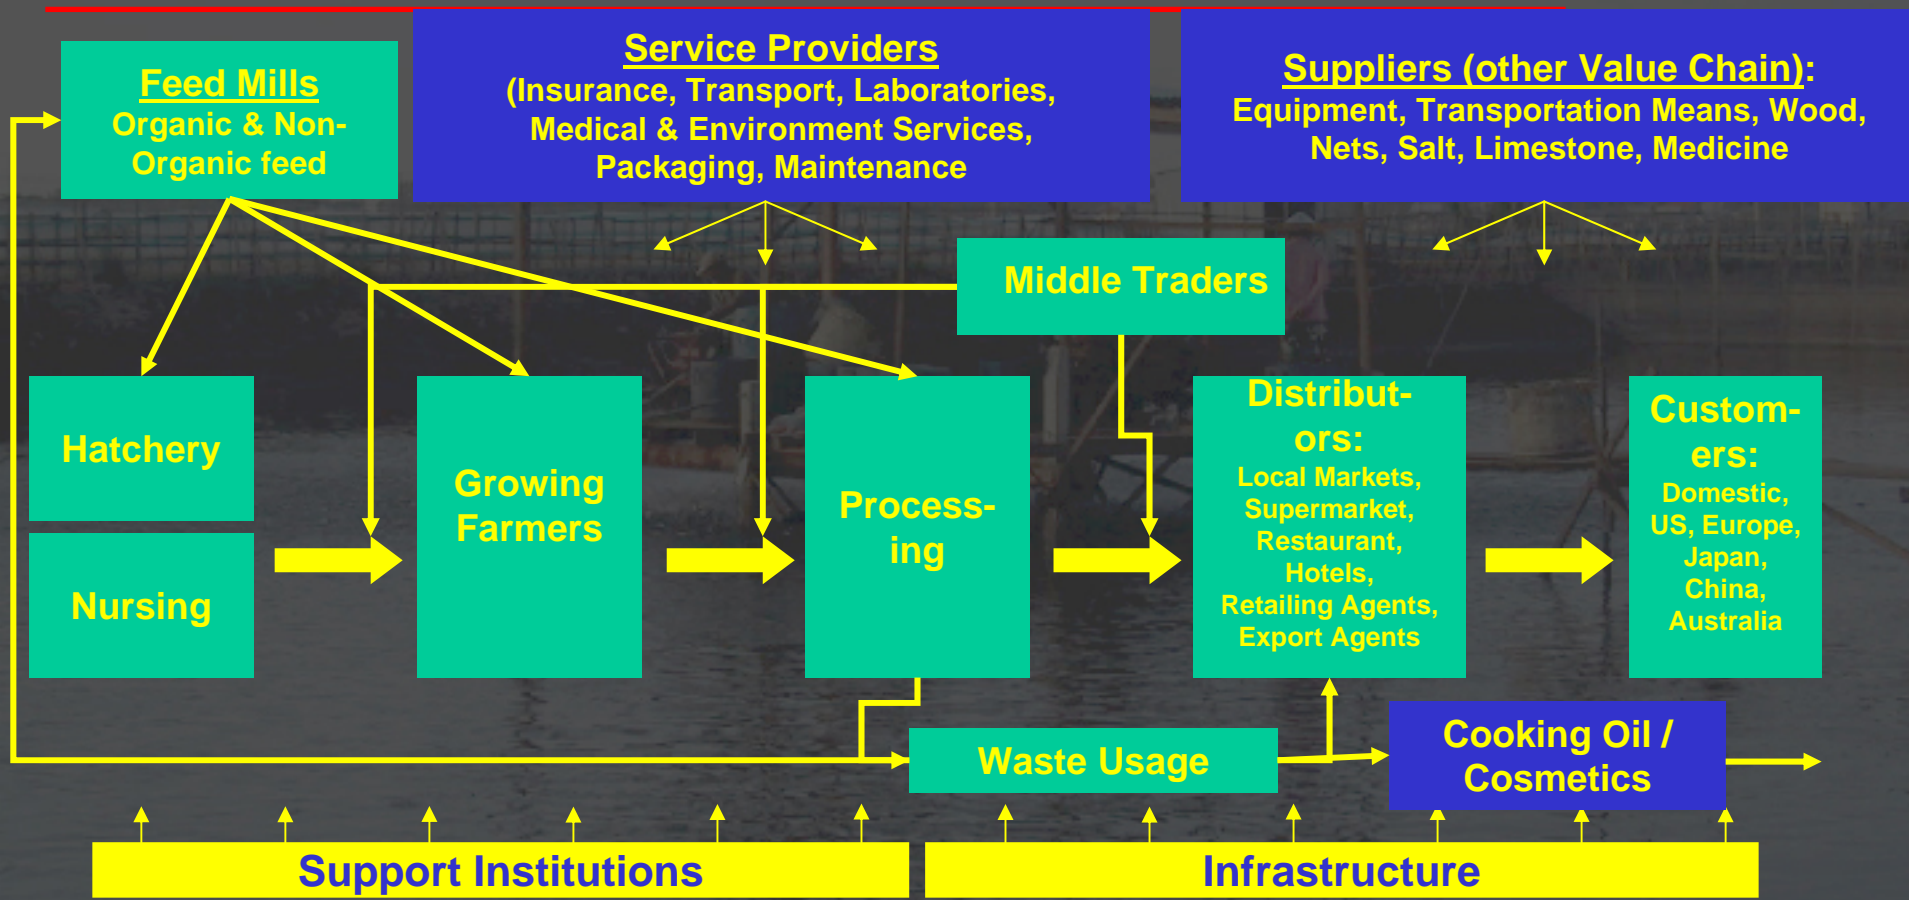 Feed Mills
Organic & Non-
Organic feed
Service Providers
(Insurance, Transport, Laboratories,
Medical & Environment Services,
Packaging, Maintenance
Suppliers (other Value Chain):
Equipment, Transportation Means, Wood,
Nets, Salt, Limestone, Medicine
Middle Traders
Hatchery
Nursing
Growing
Farmers
Process-
ing
Distribut-
ors:
Local Markets,
Supermarket,
Restaurant,
Hotels,
Retailing Agents,
Export Agents
Custom-
ers:
Domestic,
US, Europe,
Japan,
China,
Australia
Waste Usage
Cooking Oil /
Cosmetics
Support Institutions
Infrastructure